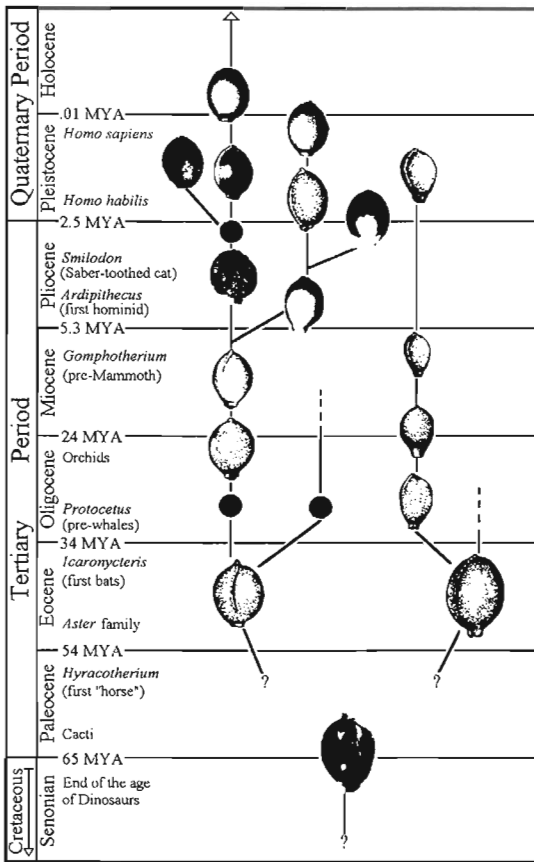 Quaternary Period
Holocene
.01 MYA
Pleistocene
Homo sapiens
Homo habilis
2.5 MYA
Tertiary Period
Pliocene
Smilodon
(Saber-toothed cat)
Ardipithecus
(first hominid)
5.3 MYA
Miocene
Gomphotherium
(pre-Mammoth)
24 MYA
Oligocene
Orchids
Protocetus
(pre-whales)
34 MYA
Eocene
Icaronycteris
(first bats)
Aster family
54 MYA
?
?
Paleocene
Hyracotherium
(first "horse")
Cacti
65 MYA
Cretaceous
Senonian
End of the age
of Dinosaurs
?